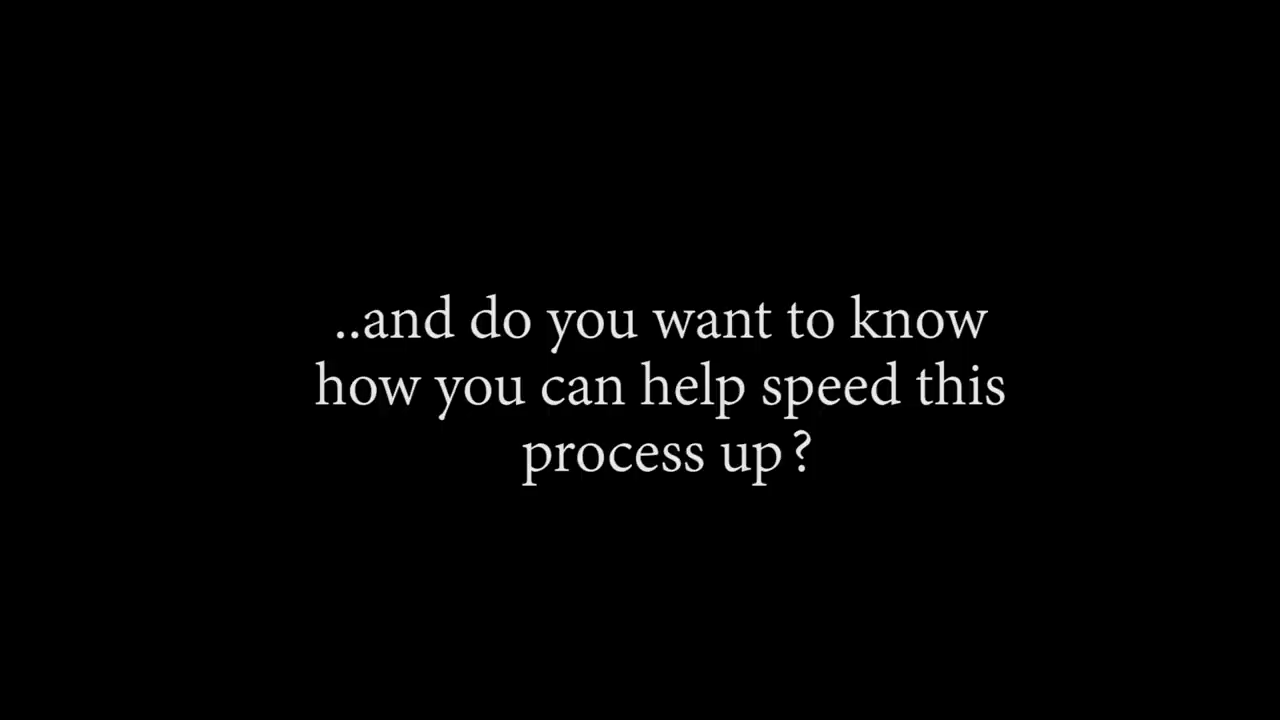 ..and do you want to know
how you can help speed this
process up?